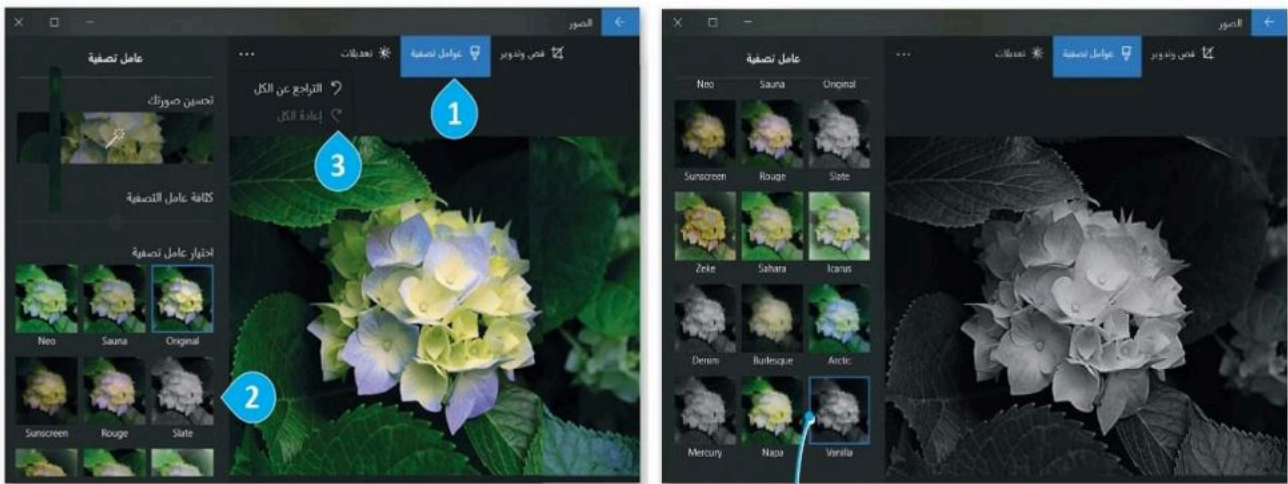 الصور
قص وتدوير
عوامل تصفية
تعديلات
...
التراجع عن الكل
إعادة الكل
1
3
2
عامل تصفية
تحسين صورتك
كثافة عامل التصفية
اختيار عامل تصفية
Neo Sauna Original
Sunscreen Rouge Slate
الصور
قص وتدوير
عوامل تصفية
تعديلات
...
عامل تصفية
Neo Sauna Original
Sunscreen Rouge Slate
Zeke Sahara Icarus
Denim Burlesque Arctic
Mercury Napa Vanilla